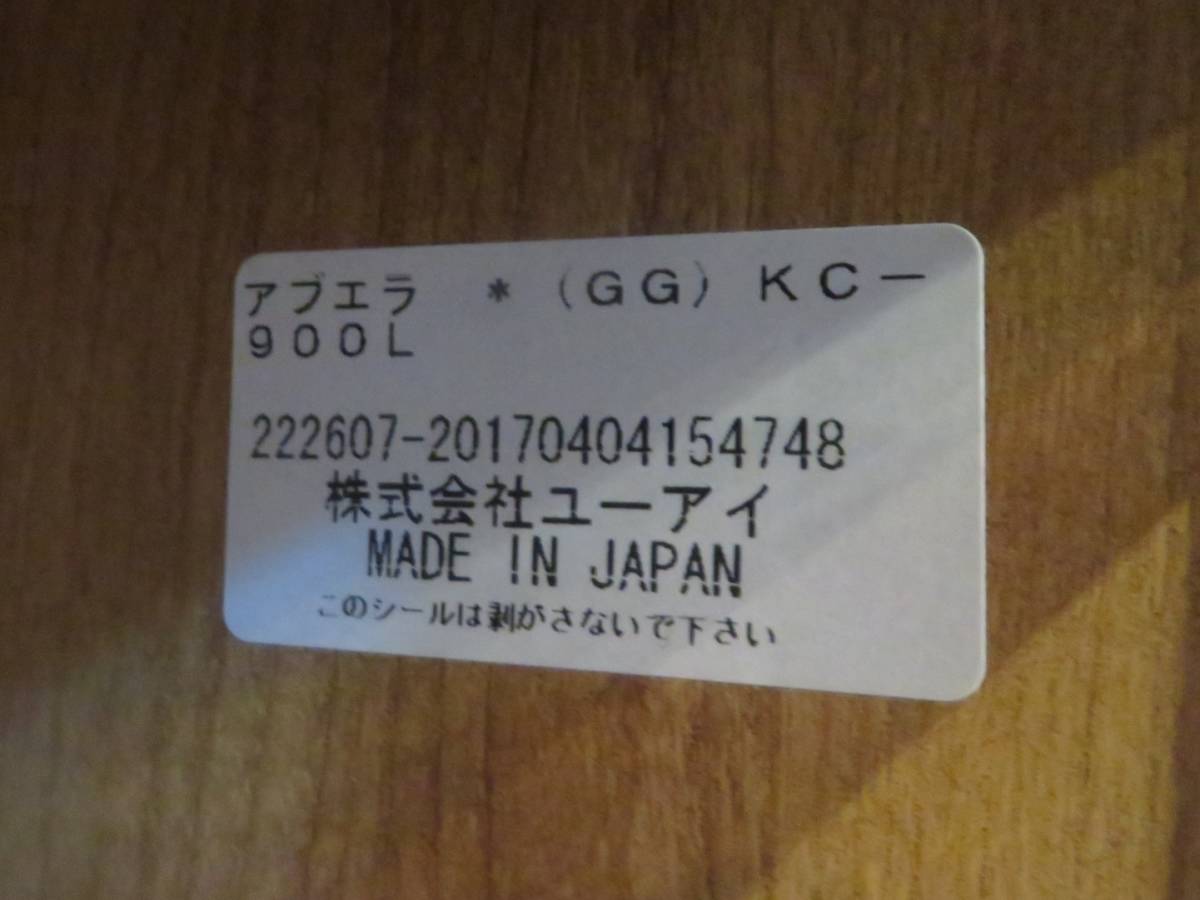 アブエラ　＊（ＧＧ）ＫＣ－
９００Ｌ
222607-20170404154748
株式会社ユーアイ
MADE IN JAPAN
このシールは剥がさないで下さい